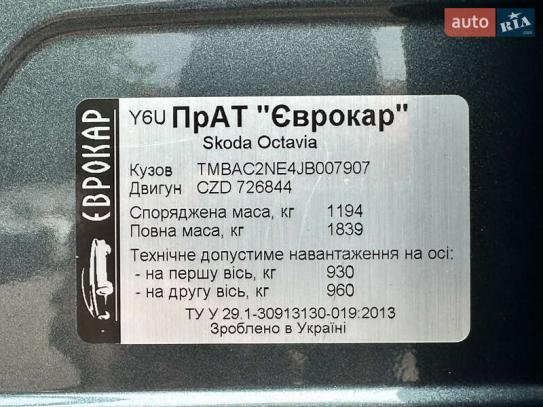 auto RIA
ЄВРОКАР
Y6U ПрАТ "Єврокар"
Skoda Octavia
Кузов TMBAC2NE4JB007907
Двигун CZD 726844
Споряджена маса, кг 1194
Повна маса, кг 1839
Технічне допустиме навантаження на осі:
- на першу вісь, кг 930
- на другу вісь, кг 960
ТУ У 29.1-30913130-019:2013
Зроблено в Україні